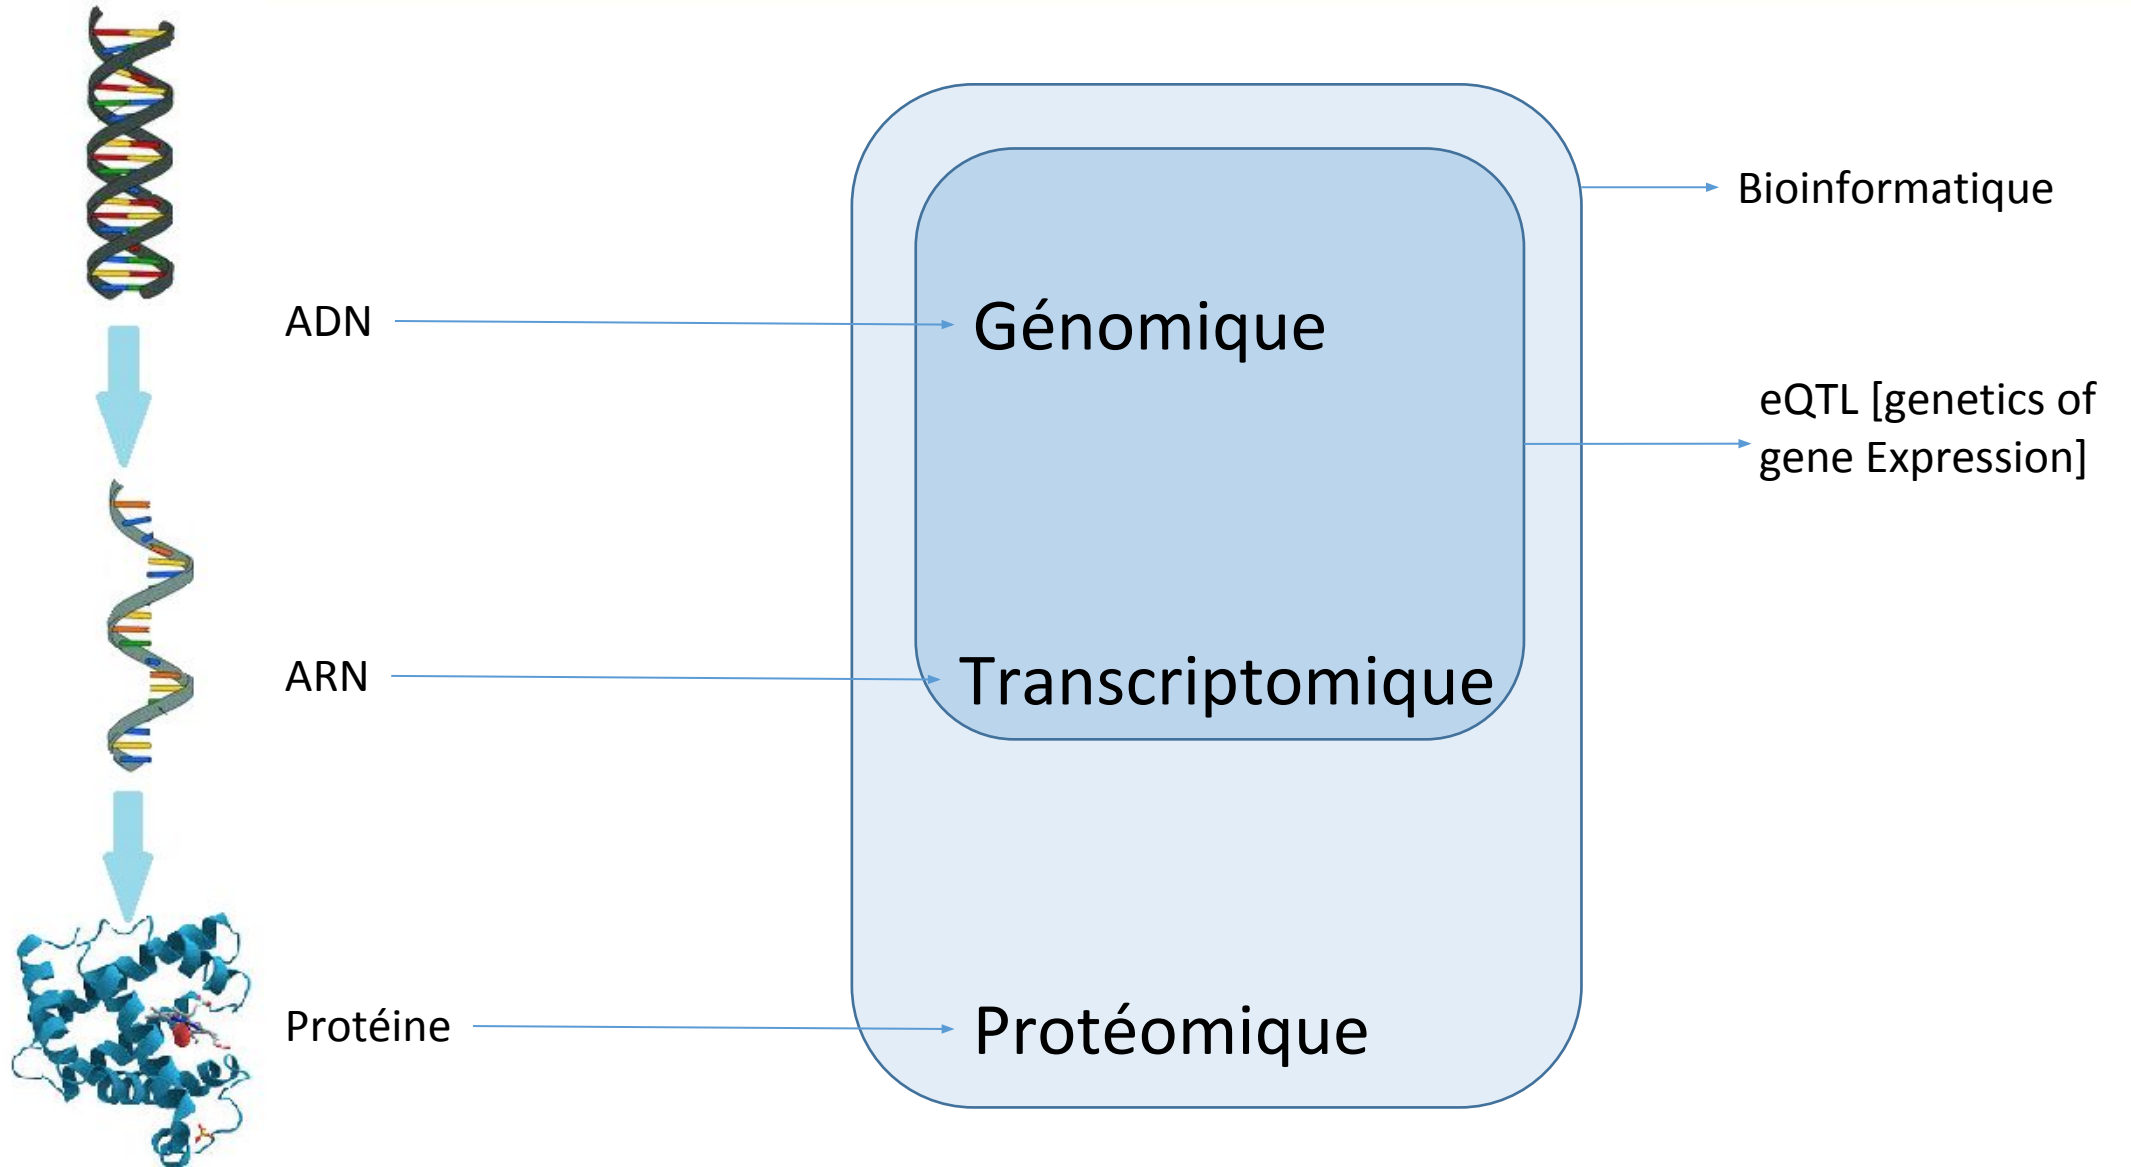 Bioinformatique
ADN
Génomique
eQTL [genetics of
gene Expression]
ARN
Transcriptomique
Protéine
Protéomique